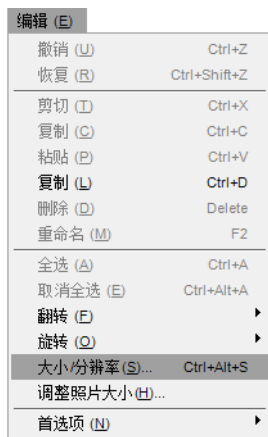 编辑 (E)
撤销 (U) Ctrl+Z
恢复 (R) Ctrl+Shift+Z
剪切 (T) Ctrl+X
复制 (C) Ctrl+C
粘贴 (P) Ctrl+V
复制 (L) Ctrl+D
删除 (D) Delete
重命名 (M) F2
全选 (A) Ctrl+A
取消全选 (E) Ctrl+Alt+A
翻转 (F)
旋转 (O)
大小/分辨率(S)... Ctrl+Alt+S
调整照片大小(H)...
首选项 (N)